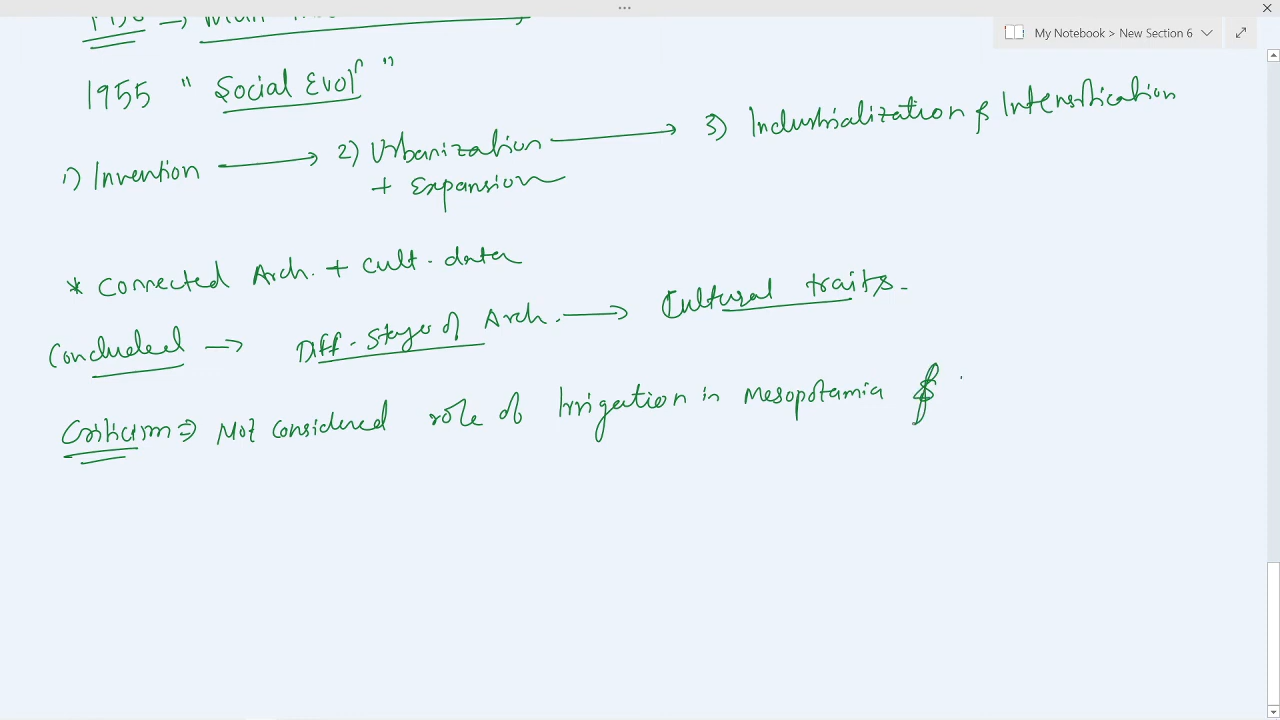 My Notebook > New Section 6
1955 " Social Evolⁿ "
1) Invention → 2) Urbanization + Expansion → 3) Industrialization & Intensification
* Connected Arch. + cult. data
Concluded → Diff. Stages of Arch. → Cultural traits.
Criticism ⇒ Not considered role of Irrigation in Mesopotamia &